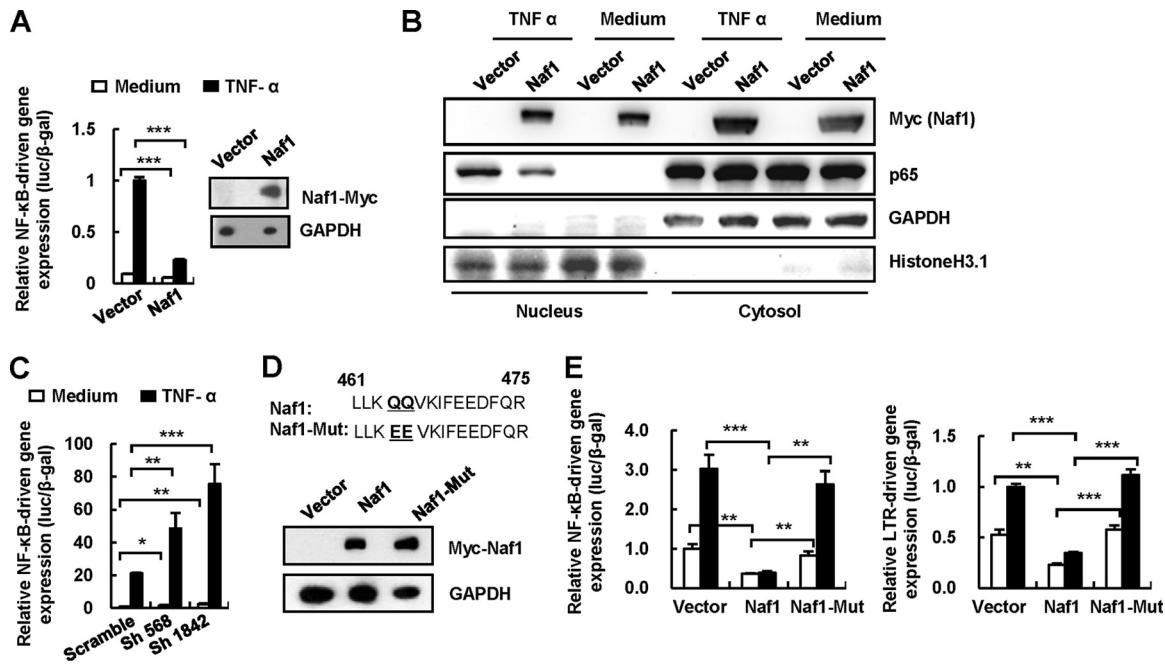 A
Medium TNF- α
Relative NF-κB-driven gene
expression (luc/β-gal)
1.5
1
0.5
0
***
***
Vector
Naf1
Vector
Naf1
Naf1-Myc
GAPDH
B
TNF α Medium TNF α Medium
Vector Naf1 Vector Naf1 Vector Naf1 Vector Naf1
Myc (Naf1)
p65
GAPDH
HistoneH3.1
Nucleus Cytosol
C
Medium TNF- α
Relative NF-κB-driven gene
expression (luc/β-gal)
100
80
60
40
20
0
***
**
**
*
Scramble
Sh 568
Sh 1842
D
461 475
Naf1: LLK QQVKIFEEDFQR
Naf1-Mut: LLK EE VKIFEEDFQR
Vector Naf1 Naf1-Mut
Myc-Naf1
GAPDH
E
Relative NF-κB-driven gene
expression (luc/β-gal)
4.0
3.0
2.0
1.0
0.0
*** **
** **
Vector Naf1 Naf1-Mut
Relative LTR-driven gene
expression (luc/β-gal)
1.5
1.0
0.5
0.0
*** ***
** ***
Vector Naf1 Naf1-Mut